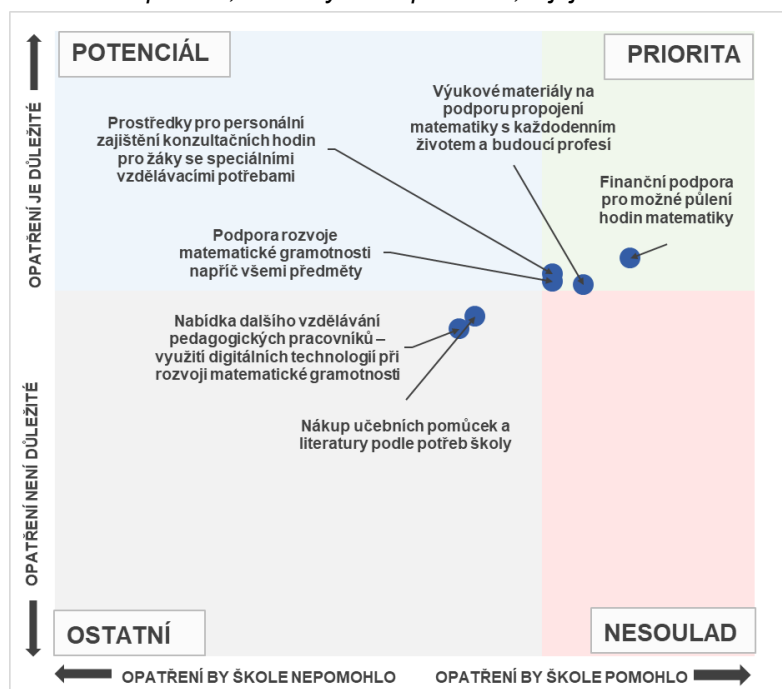 POTENCIÁL
PRIORITA
Výukové materiály na
podporu propojení
matematiky s každodenním
životem a budoucí profesí
Prostředky pro personální
zajištění konzultačních hodin
pro žáky se speciálními
vzdělávacími potřebami
Finanční podpora
pro možné půlení
hodin matematiky
Podpora rozvoje
matematické gramotnosti
napříč všemi předměty
Nabídka dalšího vzdělávání
pedagogických pracovníků –
využití digitálních technologií při
rozvoji matematické gramotnosti
Nákup učebních pomůcek a
literatury podle potřeb školy
OPATŘENÍ JE DŮLEŽITÉ
OPATŘENÍ NENÍ DŮLEŽITÉ
OSTATNÍ
NESOULAD
OPATŘENÍ BY ŠKOLE NEPOMOHLO
OPATŘENÍ BY ŠKOLE POMOHLO